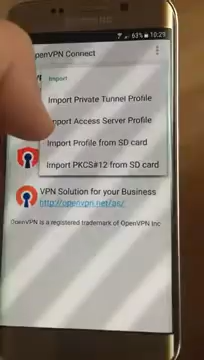 63% 10:29
OpenVPN Connect
Import
Import Private Tunnel Profile
Import Access Server Profile
Import Profile from SD card
Import PKCS#12 from SD card
VPN Solution for your Business
http://openvpn.net/as/
OpenVPN is a registered trademark of OpenVPN Inc